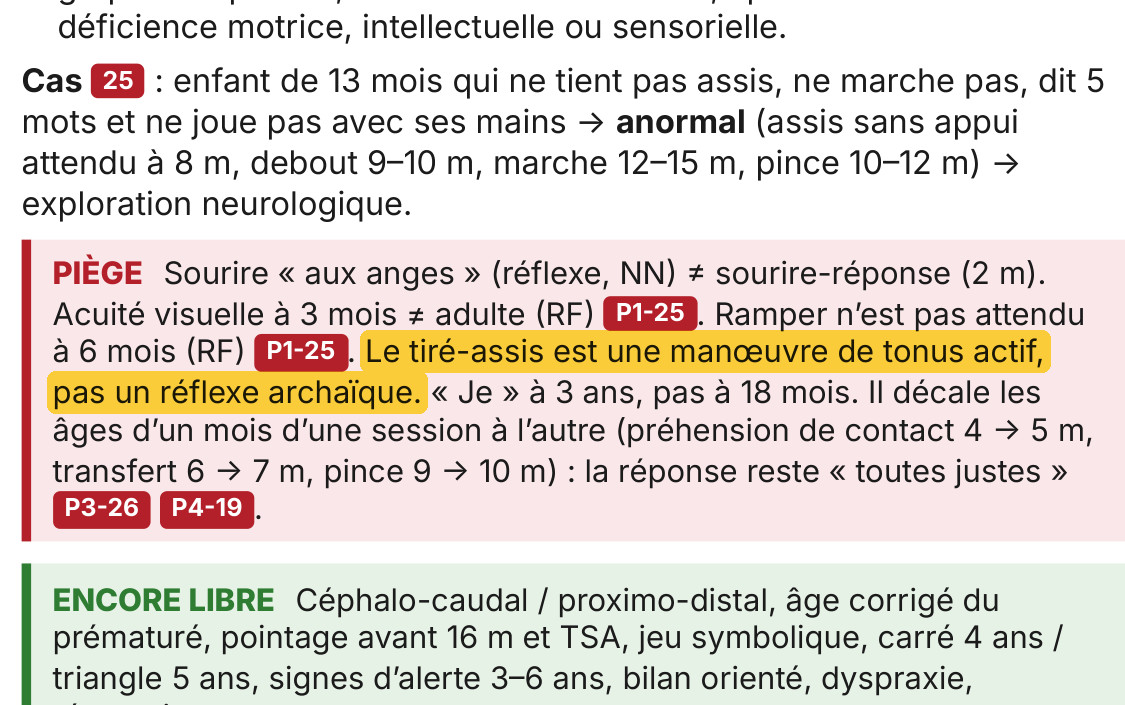 déficience motrice, intellectuelle ou sensorielle.
Cas 25 : enfant de 13 mois qui ne tient pas assis, ne marche pas, dit 5
mots et ne joue pas avec ses mains → anormal (assis sans appui
attendu à 8 m, debout 9–10 m, marche 12–15 m, pince 10–12 m) →
exploration neurologique.
PIÈGE Sourire « aux anges » (réflexe, NN) ≠ sourire-réponse (2 m).
Acuité visuelle à 3 mois ≠ adulte (RF) P1-25. Ramper n’est pas attendu
à 6 mois (RF) P1-25. Le tiré-assis est une manœuvre de tonus actif,
pas un réflexe archaïque. « Je » à 3 ans, pas à 18 mois. Il décale les
âges d’un mois d’une session à l’autre (préhension de contact 4 → 5 m,
transfert 6 → 7 m, pince 9 → 10 m) : la réponse reste « toutes justes »
P3-26 P4-19.
ENCORE LIBRE Céphalo-caudal / proximo-distal, âge corrigé du
prématuré, pointage avant 16 m et TSA, jeu symbolique, carré 4 ans /
triangle 5 ans, signes d’alerte 3–6 ans, bilan orienté, dyspraxie,